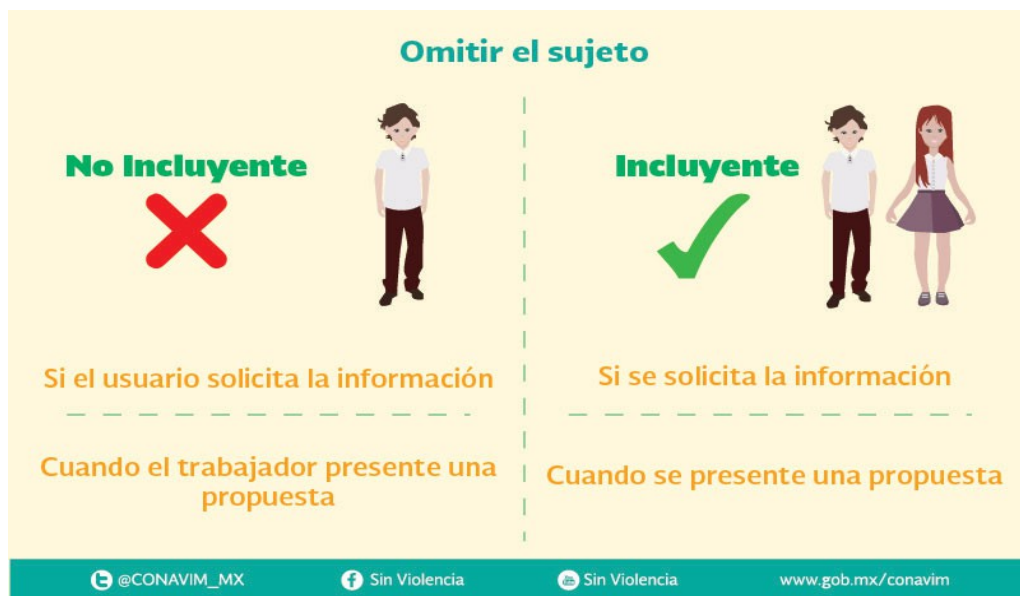 Omitir el sujeto
No Incluyente
Incluyente
Si el usuario solicita la información
Si se solicita la información
Cuando el trabajador presente una
propuesta
Cuando se presente una propuesta
@CONAVIM_MX
Sin Violencia
Sin Violencia
www.gob.mx/conavim